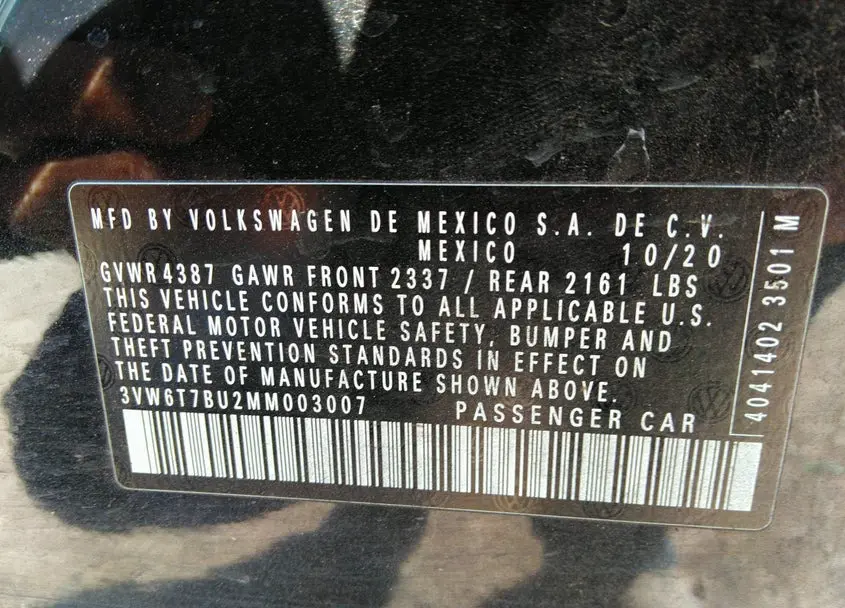 MFD BY VOLKSWAGEN DE MEXICO S.A. DE C.V.
MEXICO 10/20
GVWR 4387 GAWR FRONT 2337 / REAR 2161 LBS
THIS VEHICLE CONFORMS TO ALL APPLICABLE U.S.
FEDERAL MOTOR VEHICLE SAFETY, BUMPER AND
THEFT PREVENTION STANDARDS IN EFFECT ON
THE DATE OF MANUFACTURE SHOWN ABOVE.
3VW6T7BU2MM003007 PASSENGER CAR
4041402 3501 M